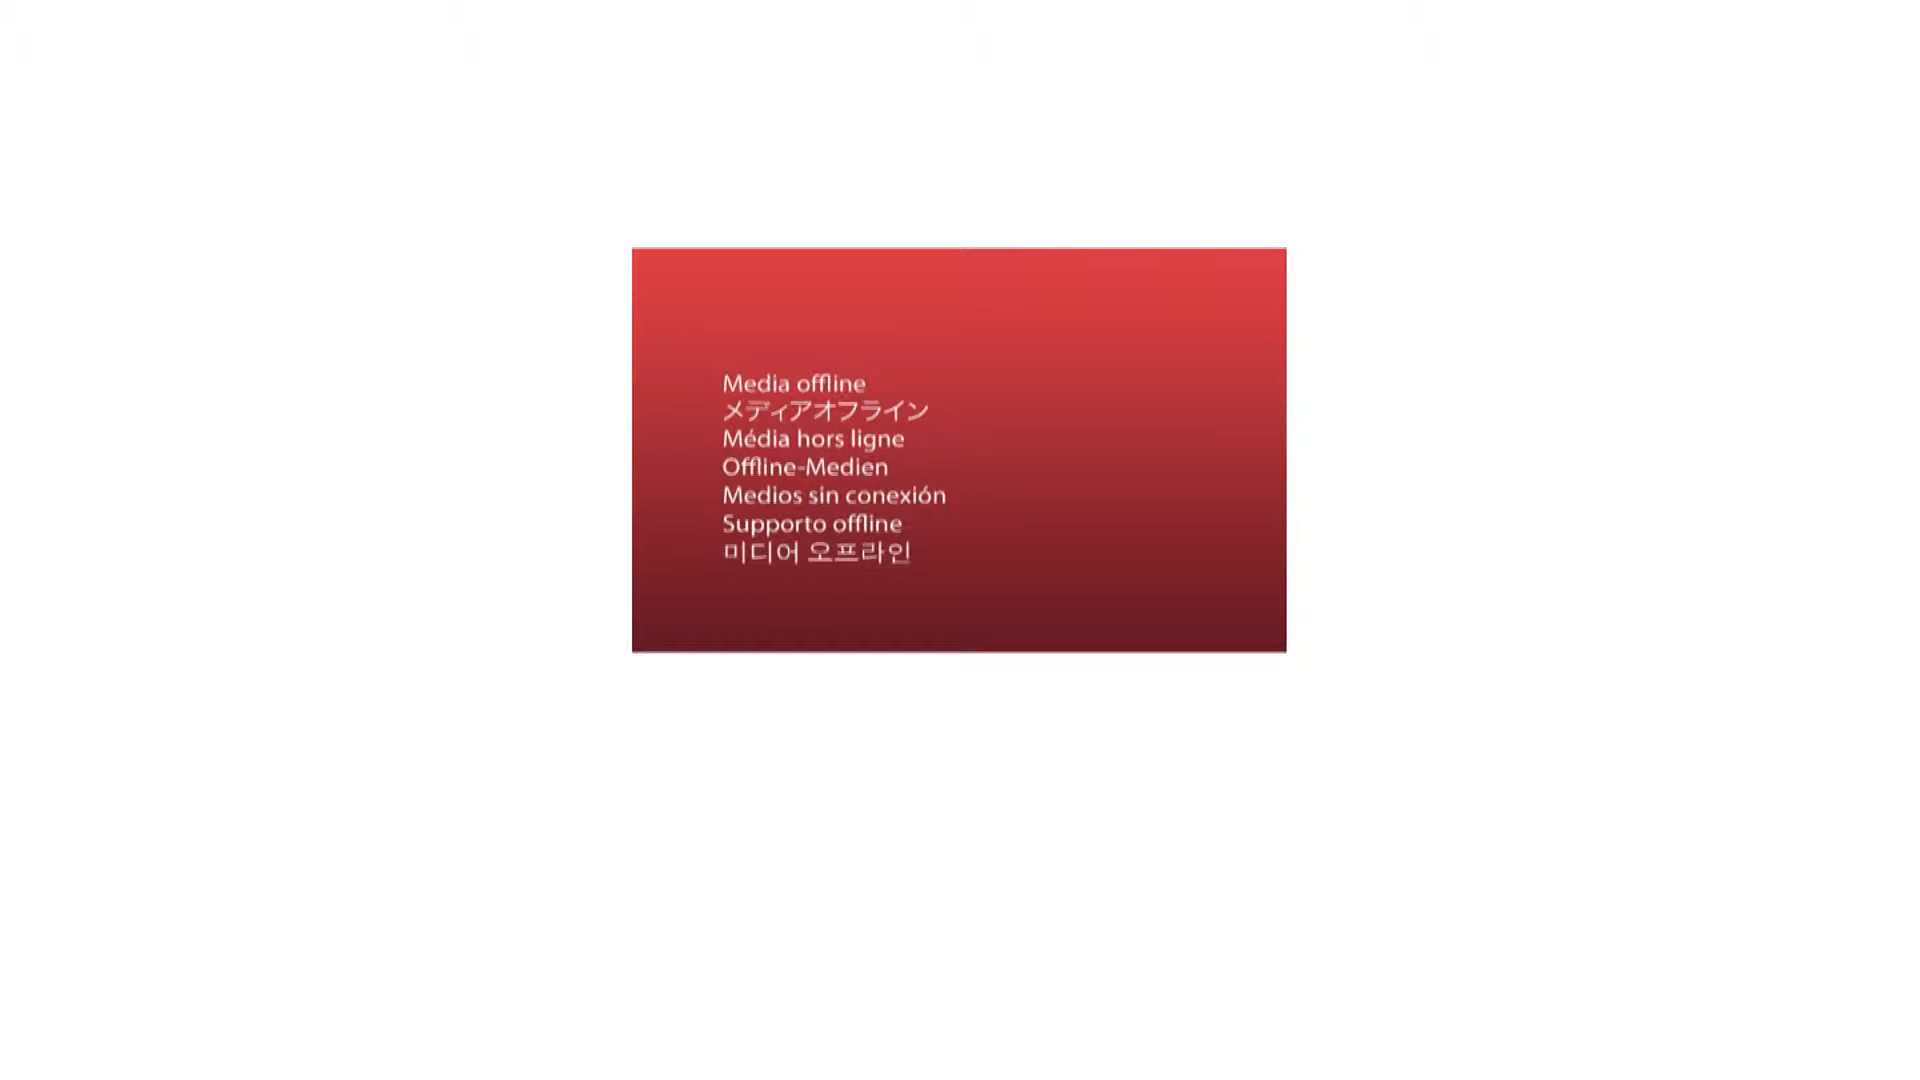 Media offline
メディアオフライン
Média hors ligne
Offline-Medien
Medios sin conexión
Supporto offline
미디어 오프라인